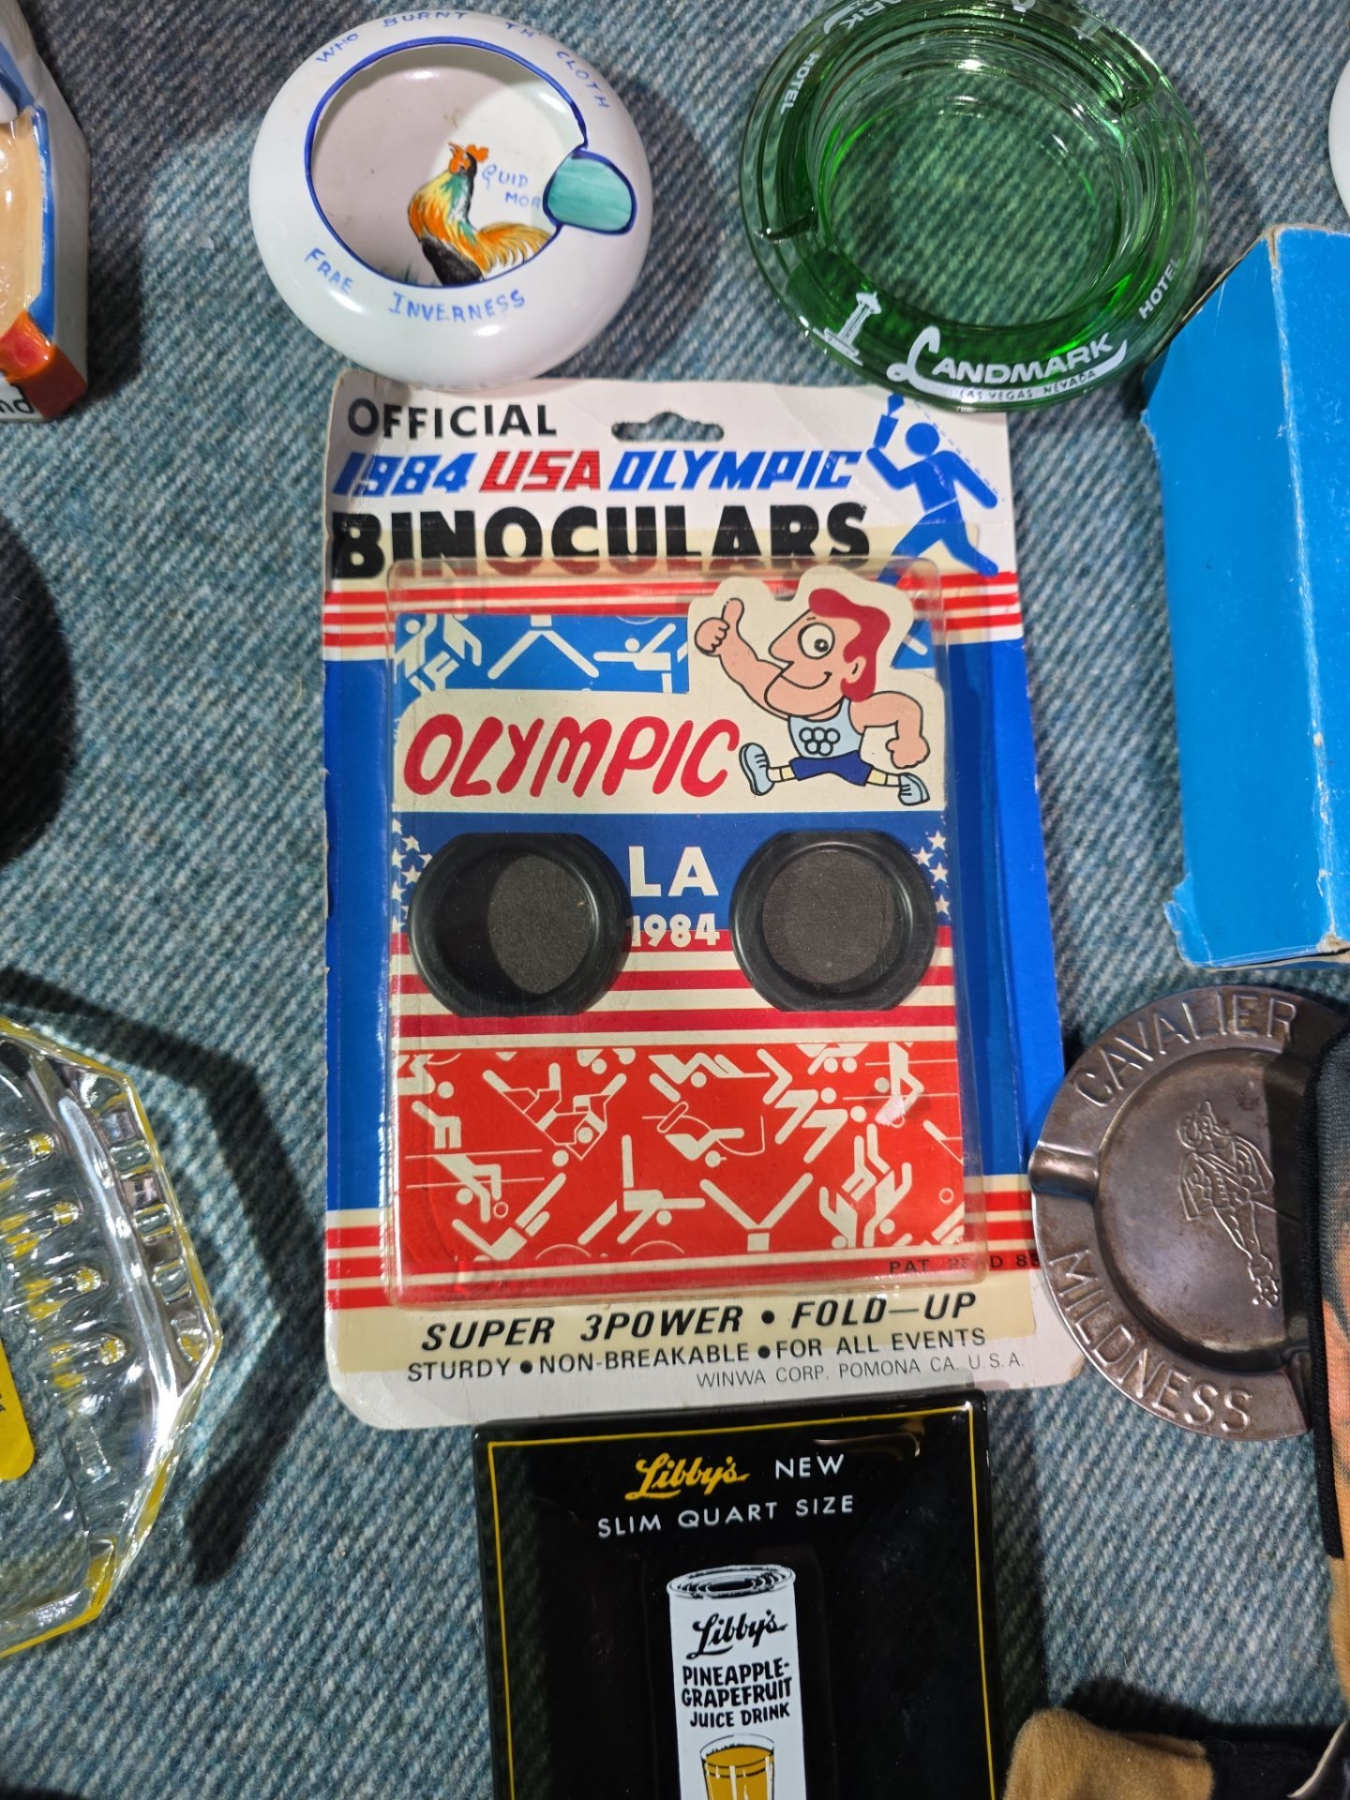 WHO BURNT TH' CLOTH
QUID
FRAE INVERNESS
HOTEL
LANDMARK
HOTEL
LAS VEGAS NEVADA
OFFICIAL
1984 USA OLYMPIC
BINOCULARS
OLYMPIC
LA
1984
PAT.
SUPER 3POWER • FOLD-UP
STURDY • NON-BREAKABLE • FOR ALL EVENTS
WINWA CORP. POMONA CA. U.S.A.
CAVALIER
MILDNESS
Libby's NEW
SLIM QUART SIZE
Libby's
PINEAPPLE-
GRAPEFRUIT
JUICE DRINK